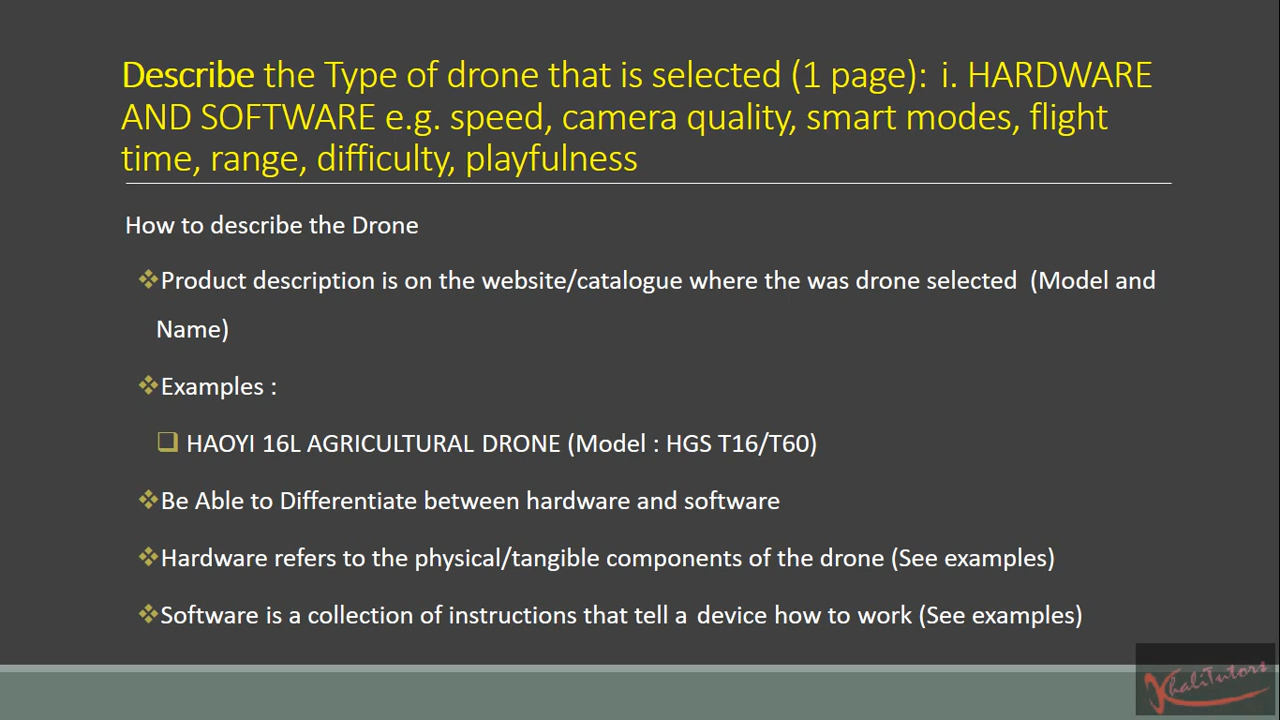 Describe the Type of drone that is selected (1 page): i. HARDWARE
AND SOFTWARE e.g. speed, camera quality, smart modes, flight
time, range, difficulty, playfulness
How to describe the Drone
Product description is on the website/catalogue where the was drone selected (Model and
Name)
Examples :
HAOYI 16L AGRICULTURAL DRONE (Model : HGS T16/T60)
Be Able to Differentiate between hardware and software
Hardware refers to the physical/tangible components of the drone (See examples)
Software is a collection of instructions that tell a device how to work (See examples)
KhaliTutors